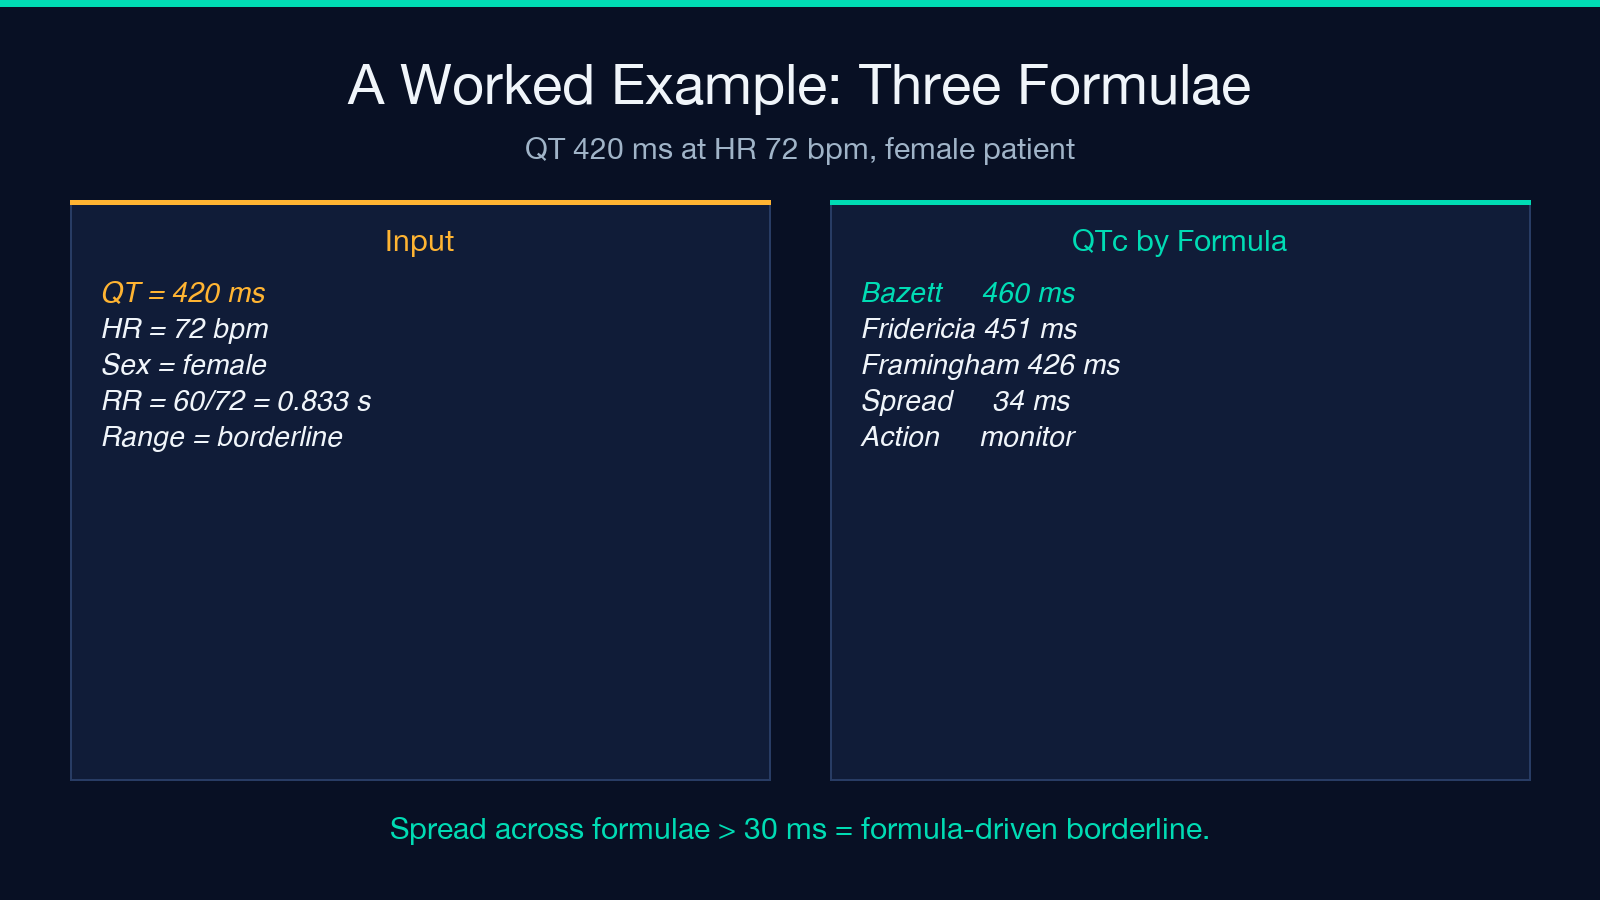 A Worked Example: Three Formulae
QT 420 ms at HR 72 bpm, female patient
Input
QT = 420 ms
HR = 72 bpm
Sex = female
RR = 60/72 = 0.833 s
Range = borderline
QTc by Formula
Bazett 460 ms
Fridericia 451 ms
Framingham 426 ms
Spread 34 ms
Action monitor
Spread across formulae > 30 ms = formula-driven borderline.